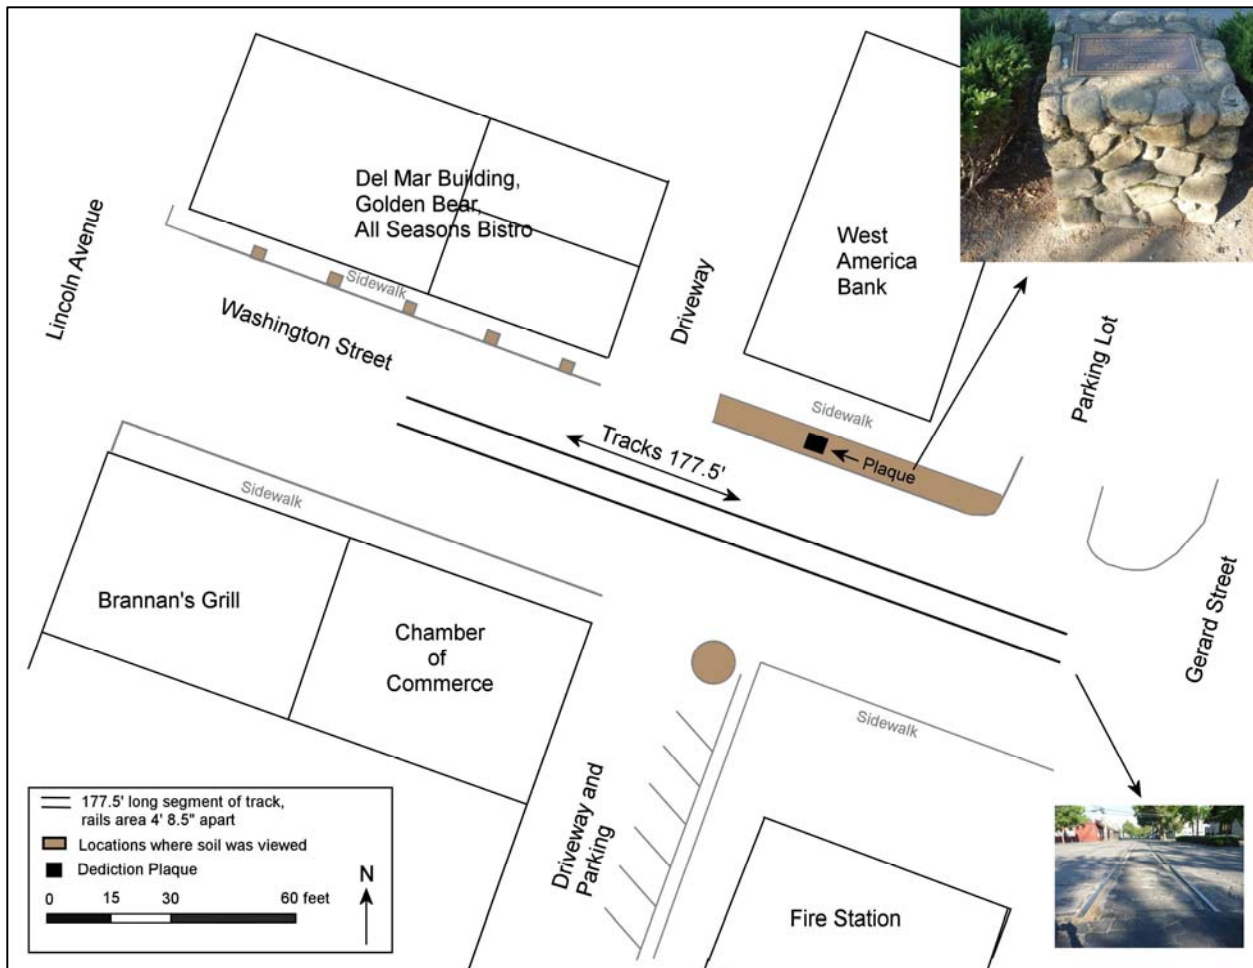 Del Mar Building,
Golden Bear,
All Seasons Bistro
Lincoln Avenue
Sidewalk
Washington Street
Driveway
West
America
Bank
Parking Lot
Sidewalk
Plaque
Tracks 177.5'
Sidewalk
Brannan's Grill
Chamber
of
Commerce
Gerard Street
Sidewalk
Driveway and
Parking
Fire Station
177.5' long segment of track,
rails area 4' 8.5" apart
Locations where soil was viewed
Dediction Plaque
N
0 15 30 60 feet